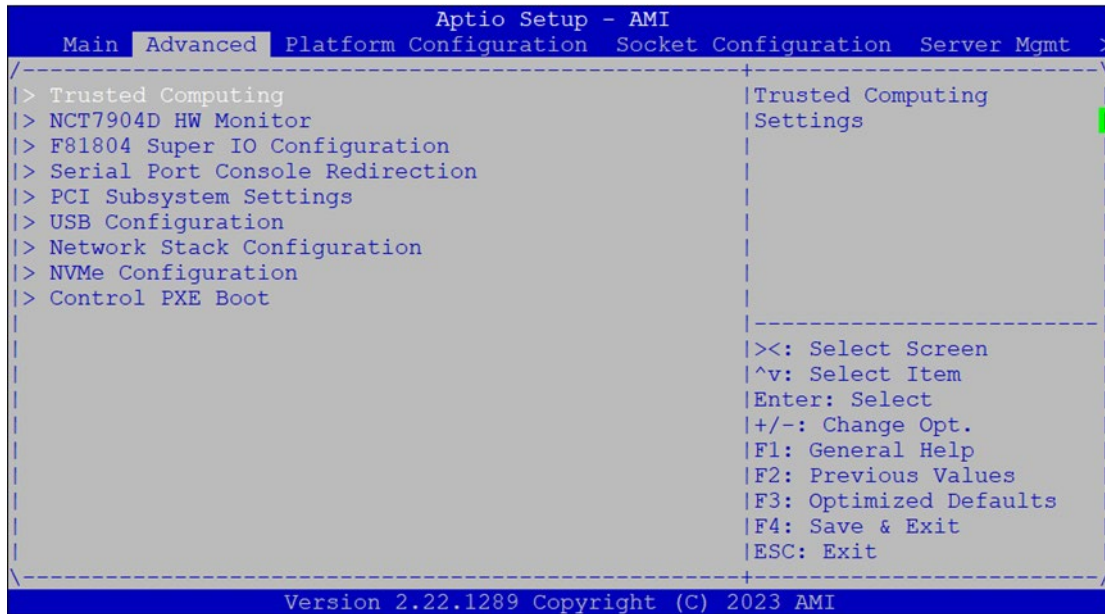 Aptio Setup - AMI
Main Advanced Platform Configuration Socket Configuration Server Mgmt >
/----------------------------------------------------+-------------------------\
|> Trusted Computing |Trusted Computing
|> NCT7904D HW Monitor |Settings
|> F81804 Super IO Configuration |
|> Serial Port Console Redirection |
|> PCI Subsystem Settings |
|> USB Configuration |
|> Network Stack Configuration |
|> NVMe Configuration |
|> Control PXE Boot |
| |-------------------------|
| |><: Select Screen
| |^v: Select Item
| |Enter: Select
| |+/-: Change Opt.
| |F1: General Help
| |F2: Previous Values
| |F3: Optimized Defaults
| |F4: Save & Exit
| |ESC: Exit
\----------------------------------------------------+-------------------------/
Version 2.22.1289 Copyright (C) 2023 AMI